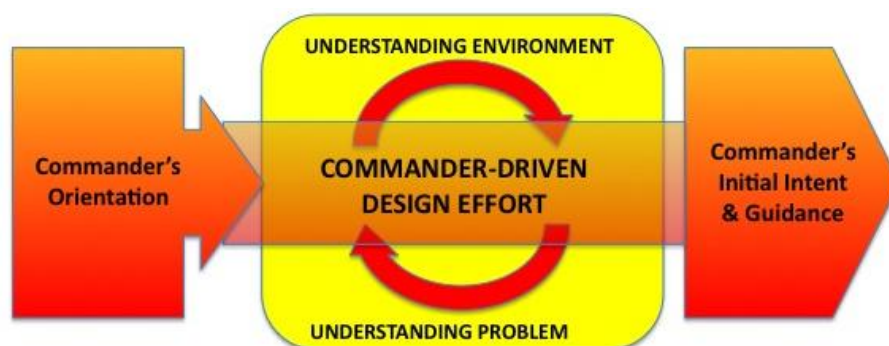 Commander's
Orientation
UNDERSTANDING ENVIRONMENT
COMMANDER-DRIVEN
DESIGN EFFORT
UNDERSTANDING PROBLEM
Commander's
Initial Intent
& Guidance